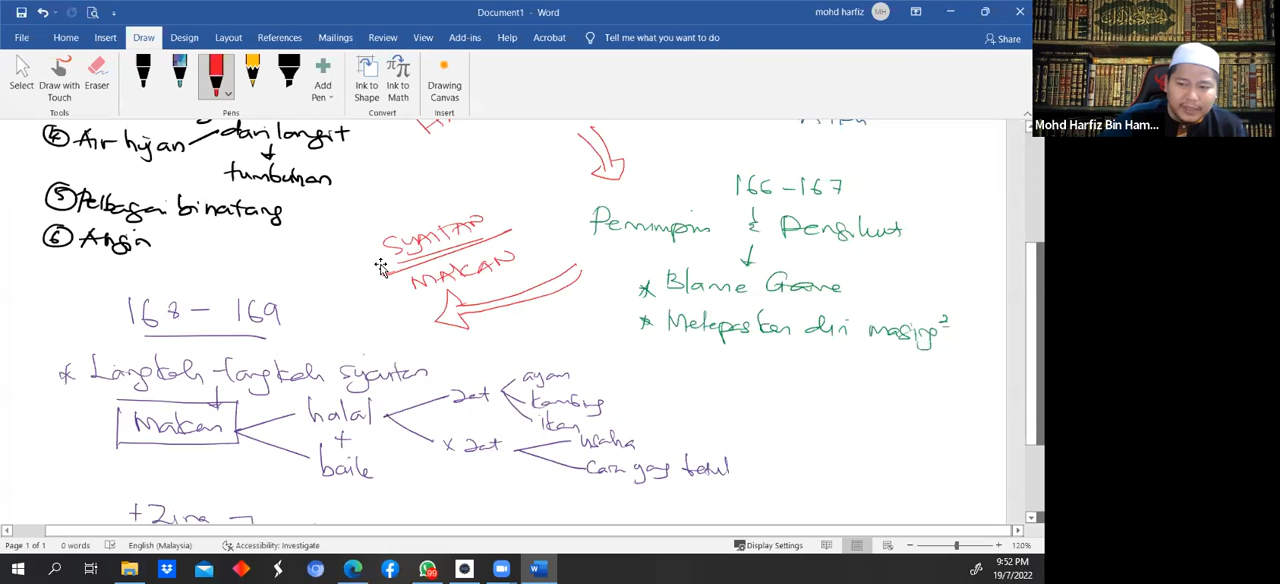 Document1 - Word
mohd harfiz MH
File Home Insert Draw Design Layout References Mailings Review View Add-ins Help Acrobat Tell me what you want to do Share
Select Draw with Touch Eraser Add Pen Ink to Shape Ink to Math Drawing Canvas
Tools Pens Convert Insert
Mohd Harfiz Bin Ham...
④ Air hujan dari langit
tumbuhan
⑤ Pelbagai binatang
⑥ Angin
166 - 167
Pemimpin & Pengikut
* Blame Game
* Melepaskan diri masing²
SYAITAN
MAKAN
168 - 169
* Langkah-langkah syaitan
Makan
halal
+
baik
zat
ayam
kambing
ikan
x zat
usaha
Cara yang betul
+ Zina
Page 1 of 1 0 words English (Malaysia) Accessibility: Investigate Display Settings 120%
99
W
9:52 PM
19/7/2022